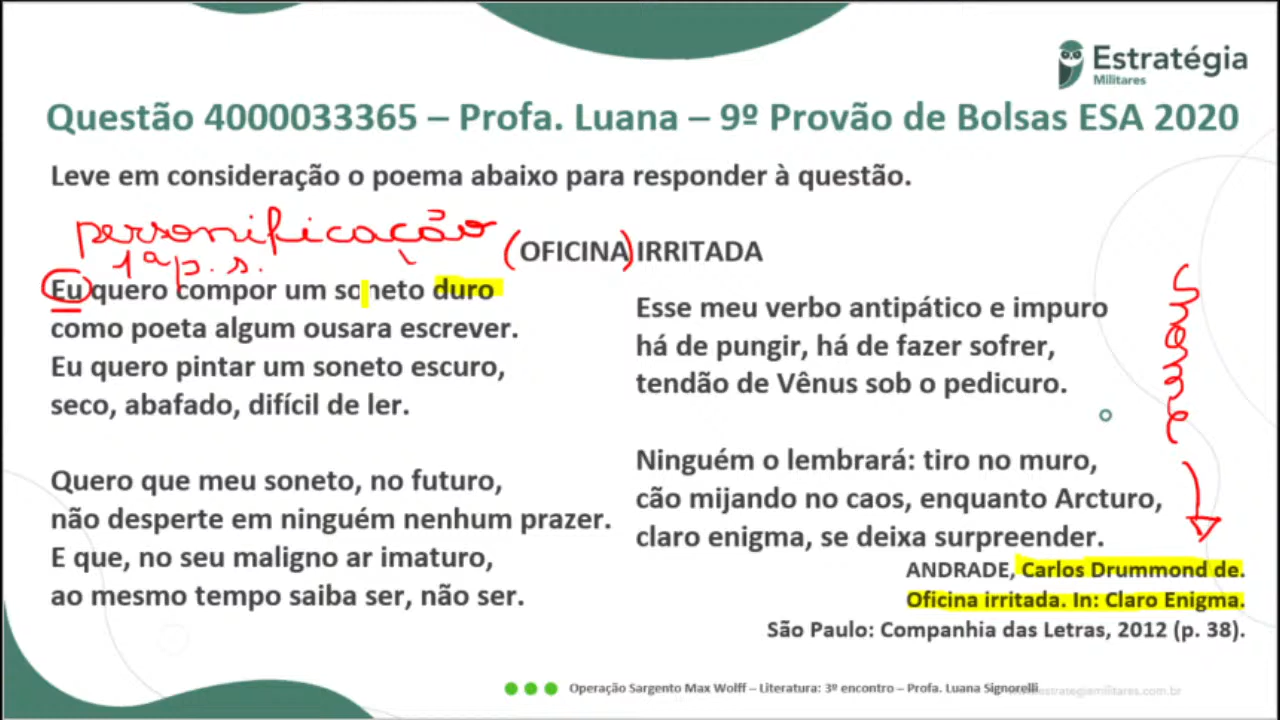 Estratégia
Militares
Questão 4000033365 – Profa. Luana – 9º Provão de Bolsas ESA 2020
Leve em consideração o poema abaixo para responder à questão.
personificação
1ª p. s.
(OFICINA) IRRITADA
Eu quero compor um soneto duro
como poeta algum ousara escrever.
Eu quero pintar um soneto escuro,
seco, abafado, difícil de ler.
Quero que meu soneto, no futuro,
não desperte em ninguém nenhum prazer.
E que, no seu maligno ar imaturo,
ao mesmo tempo saiba ser, não ser.
Esse meu verbo antipático e impuro
há de pungir, há de fazer sofrer,
tendão de Vênus sob o pedicuro.
Ninguém o lembrará: tiro no muro,
cão mijando no caos, enquanto Arcturo,
claro enigma, se deixa surpreender.
ANDRADE, Carlos Drummond de.
Oficina irritada. In: Claro Enigma.
São Paulo: Companhia das Letras, 2012 (p. 38).
Operação Sargento Max Wolff – Literatura: 3º encontro – Profa. Luana Signorelli